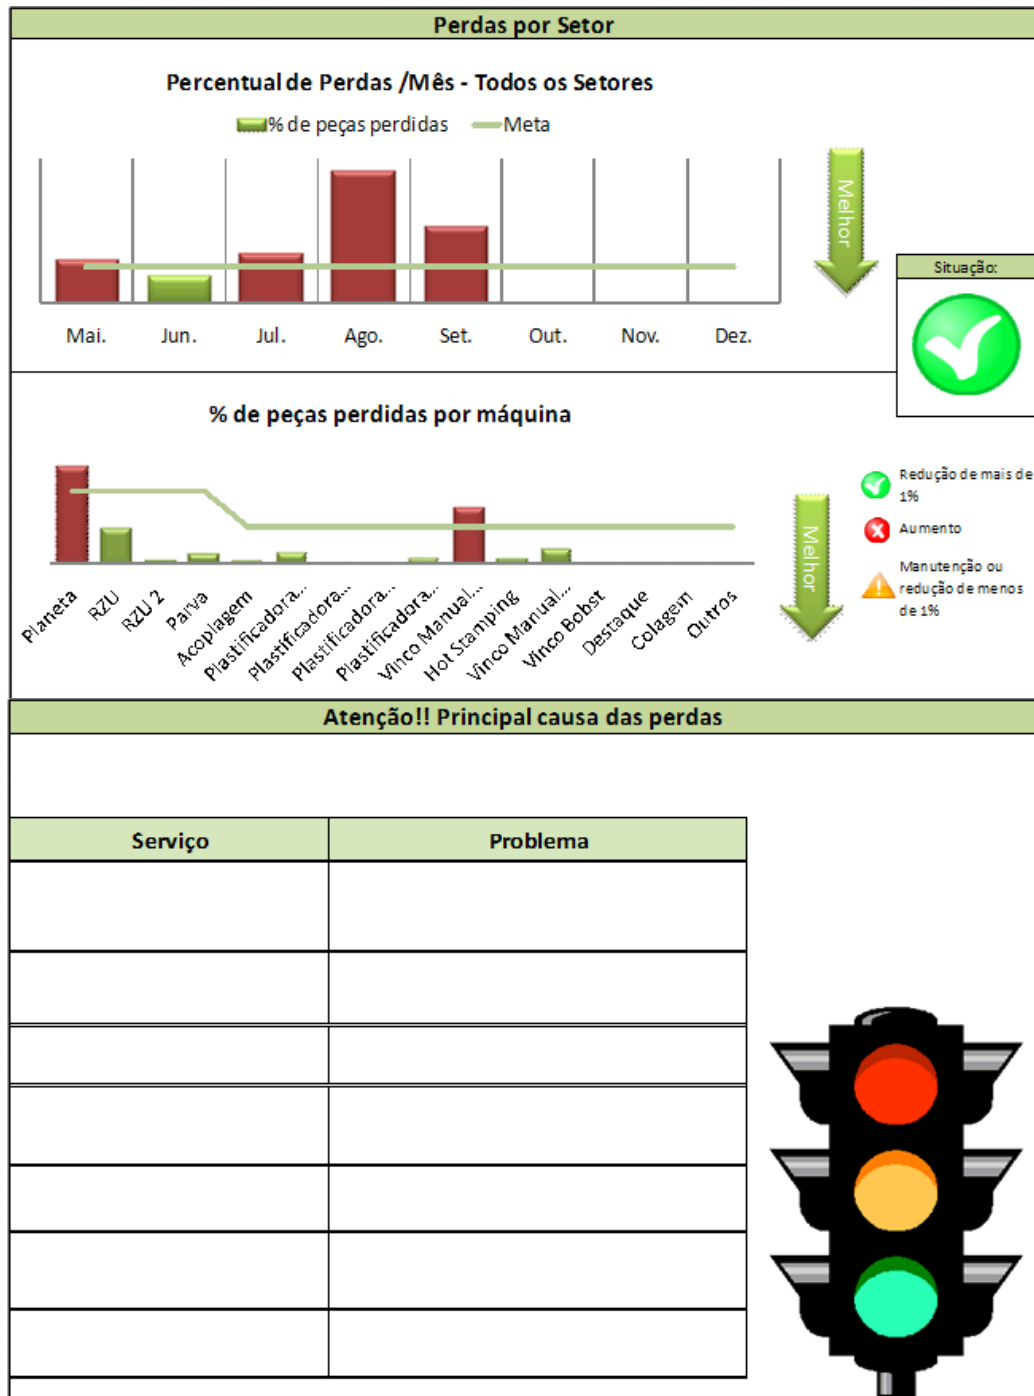 Perdas por Setor
Percentual de Perdas /Mês - Todos os Setores
% de peças perdidas
Meta
Mai. Jun. Jul. Ago. Set. Out. Nov. Dez.
Melhor
Situação:
% de peças perdidas por máquina
Planeta
RZU
RZU 2
Parva
Acoplagem
Plastificadora...
Plastificadora...
Plastificadora...
Plastificadora...
Vinco Manual...
Hot Stamping
Vinco Manual...
Vinco Bobst
Destaque
Colagem
Outros
Melhor
Redução de mais de
1%
Aumento
Manutenção ou
redução de menos
de 1%
Atenção!! Principal causa das perdas
Serviço Problema